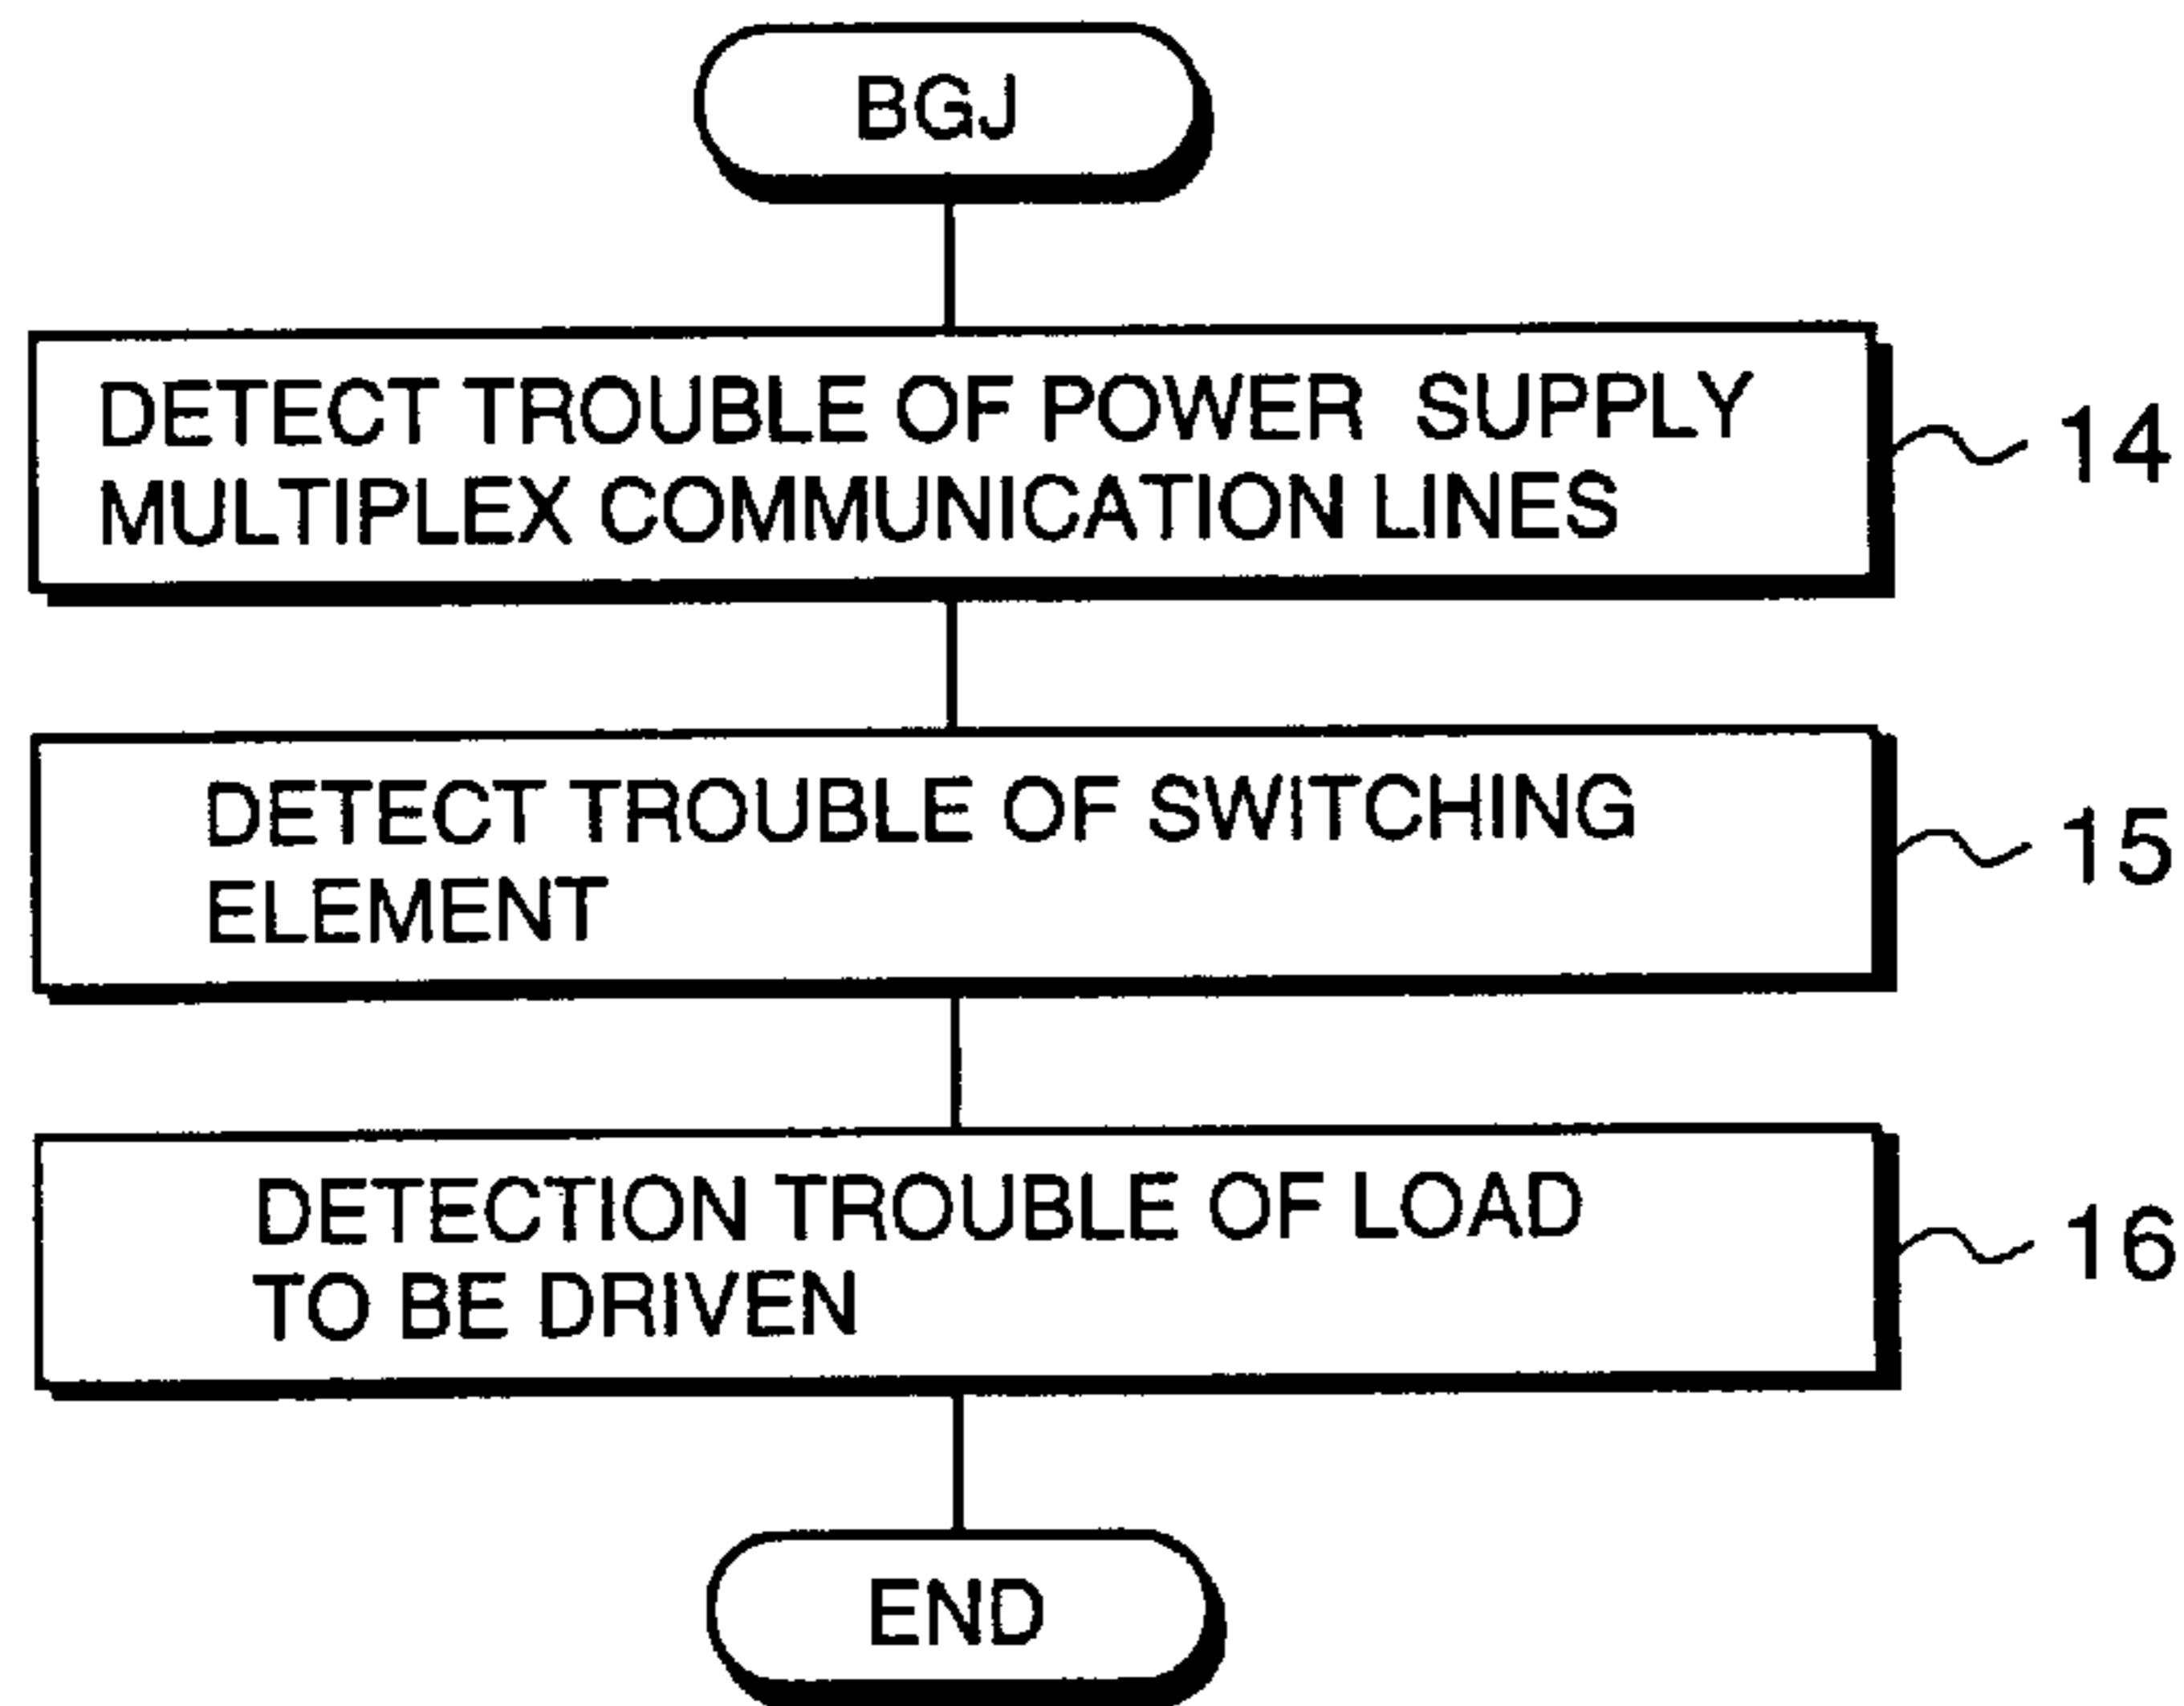 BGJ
DETECT TROUBLE OF POWER SUPPLY
MULTIPLEX COMMUNICATION LINES
14
DETECT TROUBLE OF SWITCHING
ELEMENT
15
DETECTION TROUBLE OF LOAD
TO BE DRIVEN
16
END